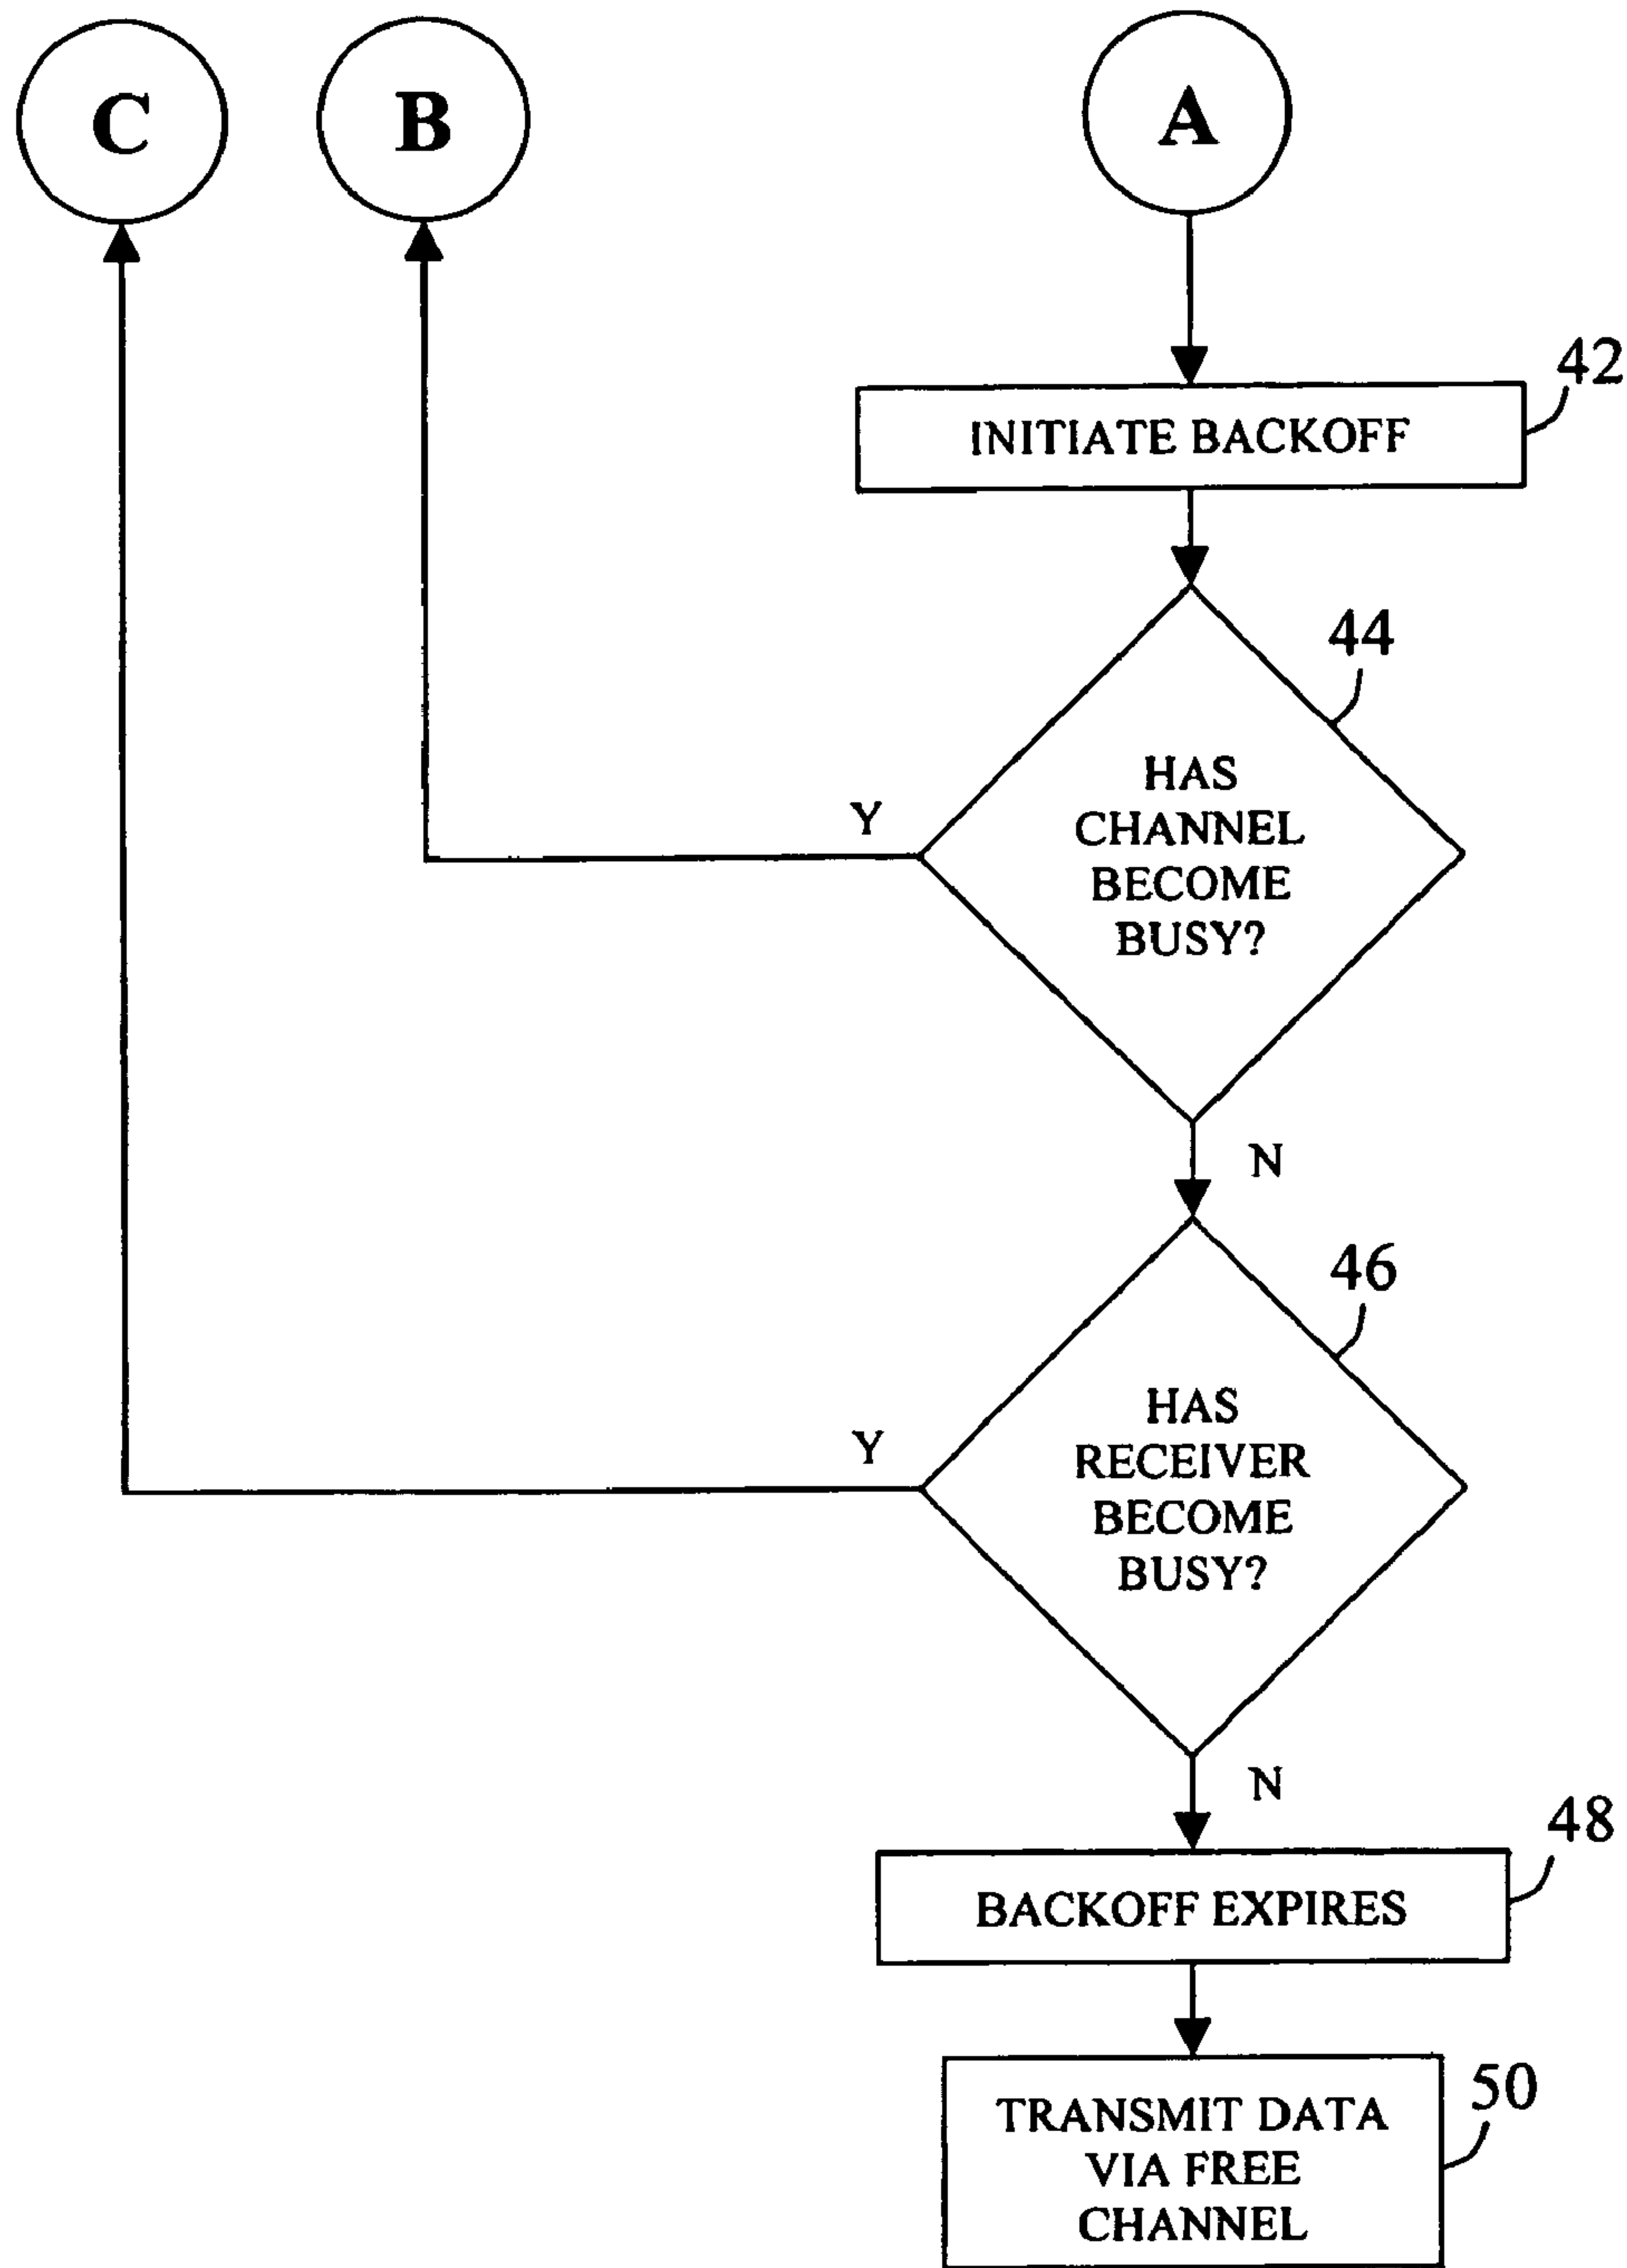 C
B
A
42
INITIATE BACKOFF
44
HAS
CHANNEL
BECOME
BUSY?
Y
N
46
HAS
RECEIVER
BECOME
BUSY?
Y
N
48
BACKOFF EXPIRES
50
TRANSMIT DATA
VIA FREE
CHANNEL